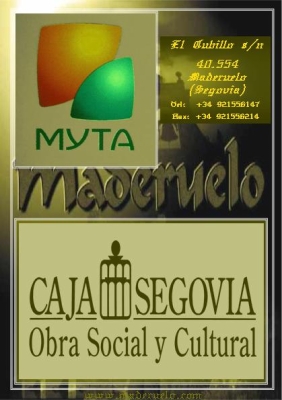 MYTA
El Cubillo s/n
40.554
Maderuelo
(Segovia)
Tel: +34 921556147
Fax: +34 921556214
Maderuelo
CAJA SEGOVIA
Obra Social y Cultural
www.maderuelo.com